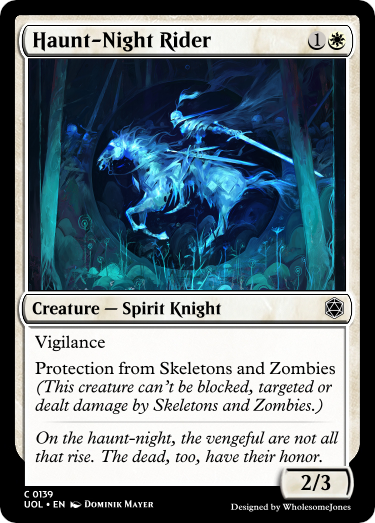 Haunt-Night Rider 1
Creature — Spirit Knight
Vigilance
Protection from Skeletons and Zombies
(This creature can't be blocked, targeted or
dealt damage by Skeletons and Zombies.)
On the haunt-night, the vengeful are not all
that rise. The dead, too, have their honor.
2/3
C 0139
UOL • EN Dominik Mayer
Designed by WholesomeJones